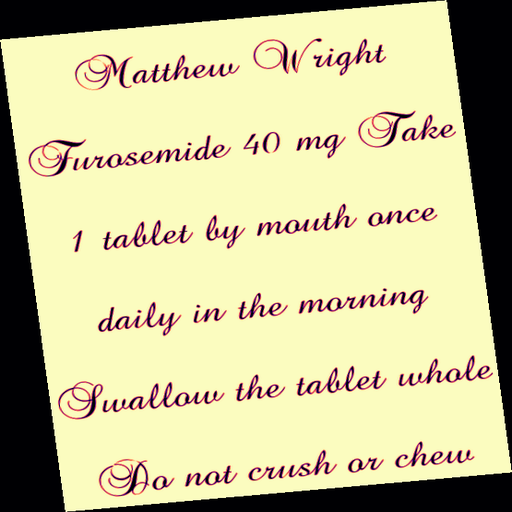 Matthew Wright
Furosemide 40 mg Take
1 tablet by mouth once
daily in the morning
Swallow the tablet whole
Do not crush or chew